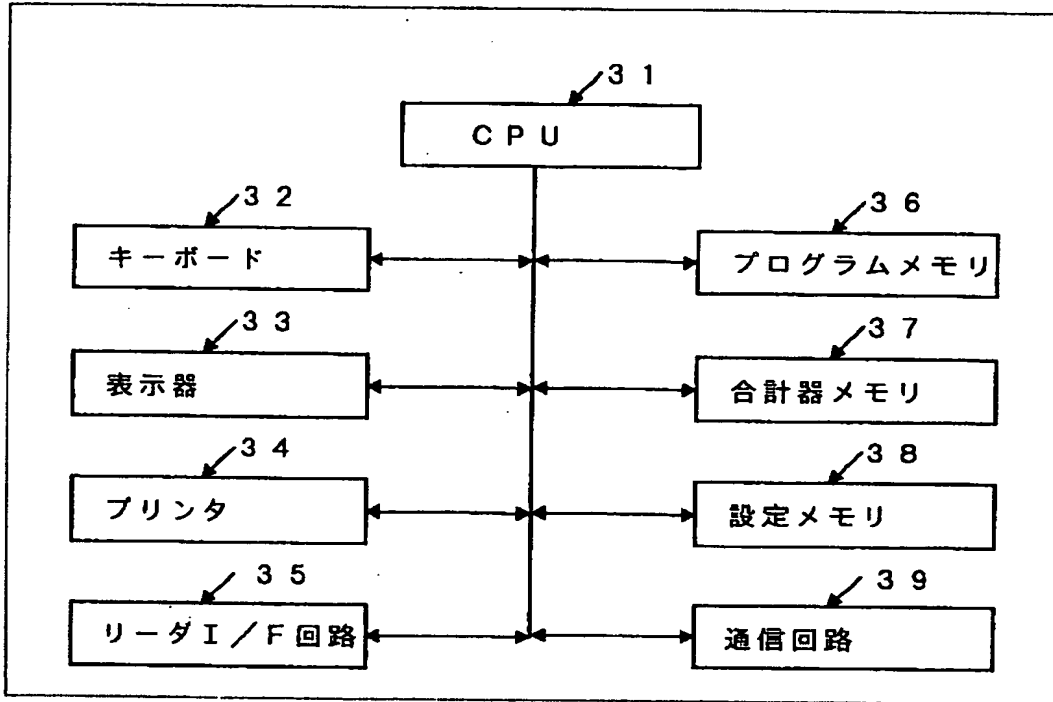 31
CPU
32
キーボード
36
プログラムメモリ
33
表示器
37
合計器メモリ
34
プリンタ
38
設定メモリ
35
リーダI/F回路
39
通信回路